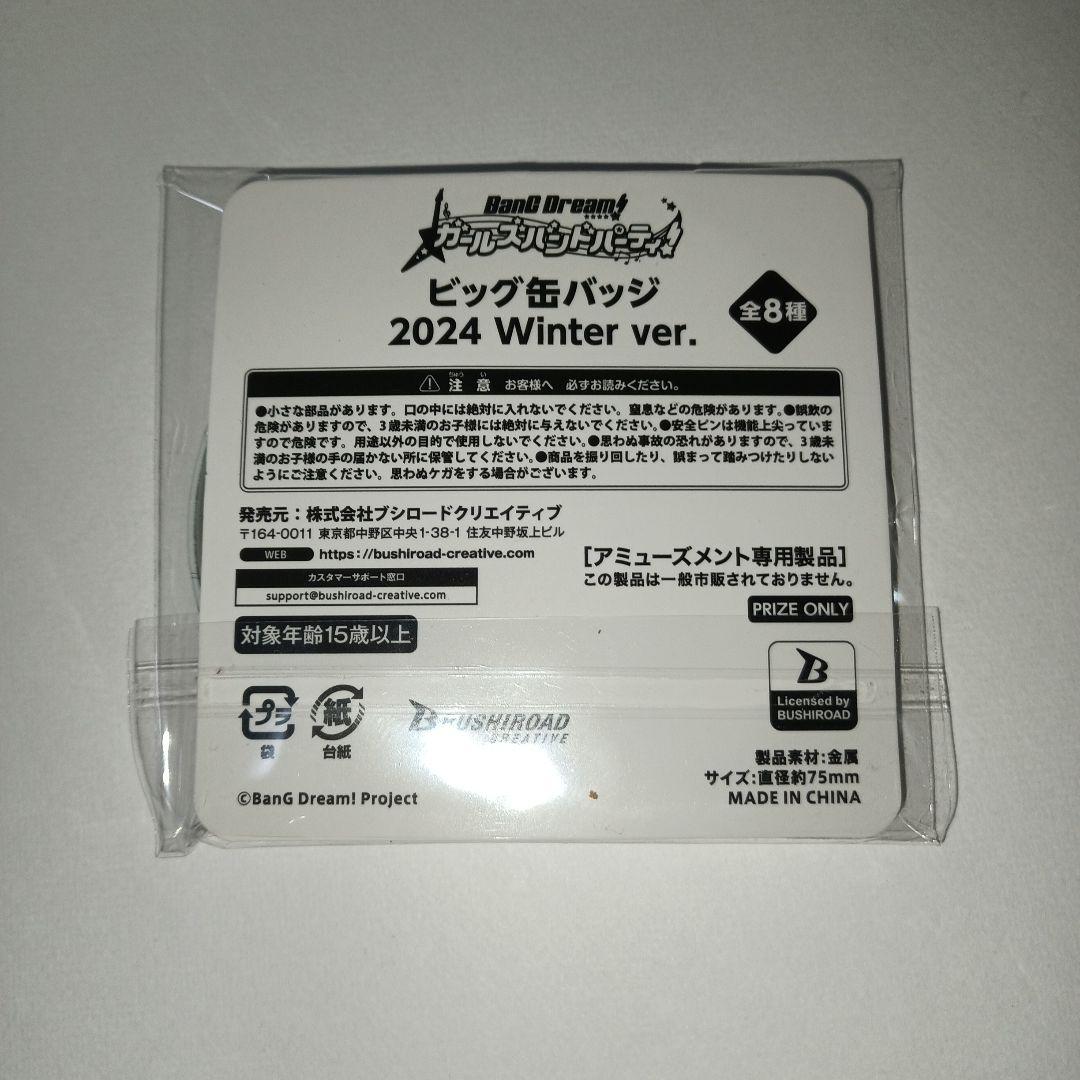 BanG Dream!
ガールズバンドパーティ!
ビッグ缶バッジ
2024 Winter ver.
全8種
ちゅう い
注意 お客様へ 必ずお読みください。
●小さな部品があります。口の中には絶対に入れないでください。窒息などの危険があります。●誤飲の
危険がありますので、3歳未満のお子様には絶対に与えないでください。●安全ピンは機能上尖っていま
すので危険です。用途以外の目的で使用しないでください。●思わぬ事故の恐れがありますので、3歳未
満のお子様の手の届かない所に保管してください。●商品を振り回したり、誤まって踏みつけたりしない
ようにご注意ください。思わぬケガをする場合がございます。
発売元:株式会社ブシロードクリエイティブ
〒164-0011 東京都中野区中央1-38-1 住友中野坂上ビル
WEB https://bushiroad-creative.com
カスタマーサポート窓口
support@bushiroad-creative.com
[アミューズメント専用製品]
この製品は一般市販されておりません。
PRIZE ONLY
対象年齢15歳以上
プラ
袋
紙
台紙
BUSHIROAD
CREATIVE
B
Licensed by
BUSHIROAD
製品素材:金属
サイズ:直径約75mm
MADE IN CHINA
©BanG Dream! Project